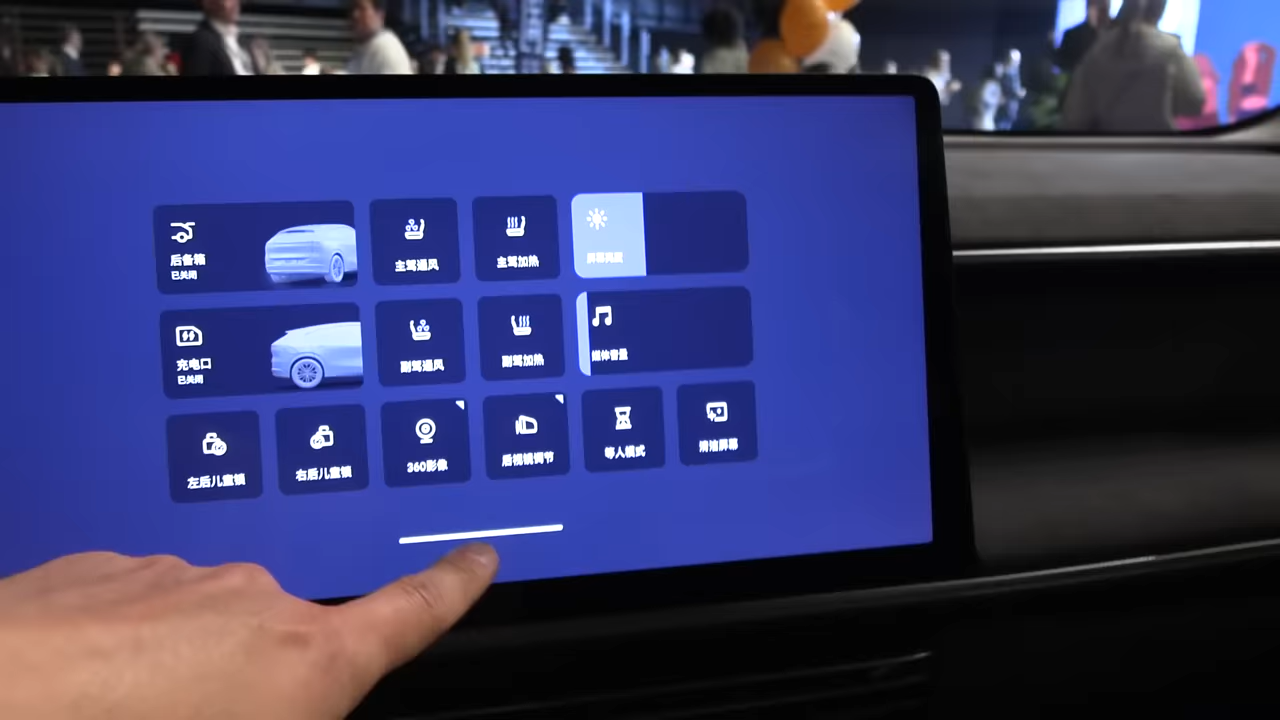 后备箱
已关闭
主驾通风
主驾加热
屏幕亮度
充电口
已关闭
副驾通风
副驾加热
媒体音量
左后儿童锁
右后儿童锁
360影像
后视镜调节
等人模式
清洁屏幕